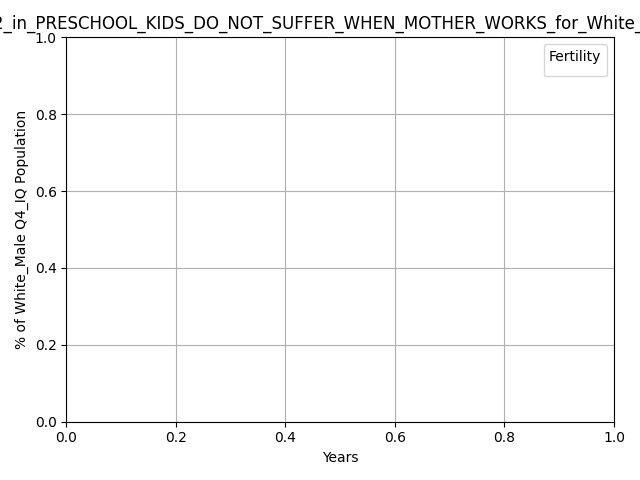 2_in_PRESCHOOL_KIDS_DO_NOT_SUFFER_WHEN_MOTHER_WORKS_for_White_
Fertility
1.0
0.8
0.6
0.4
0.2
0.0
% of White_Male Q4_IQ Population
0.0 0.2 0.4 0.6 0.8 1.0
Years